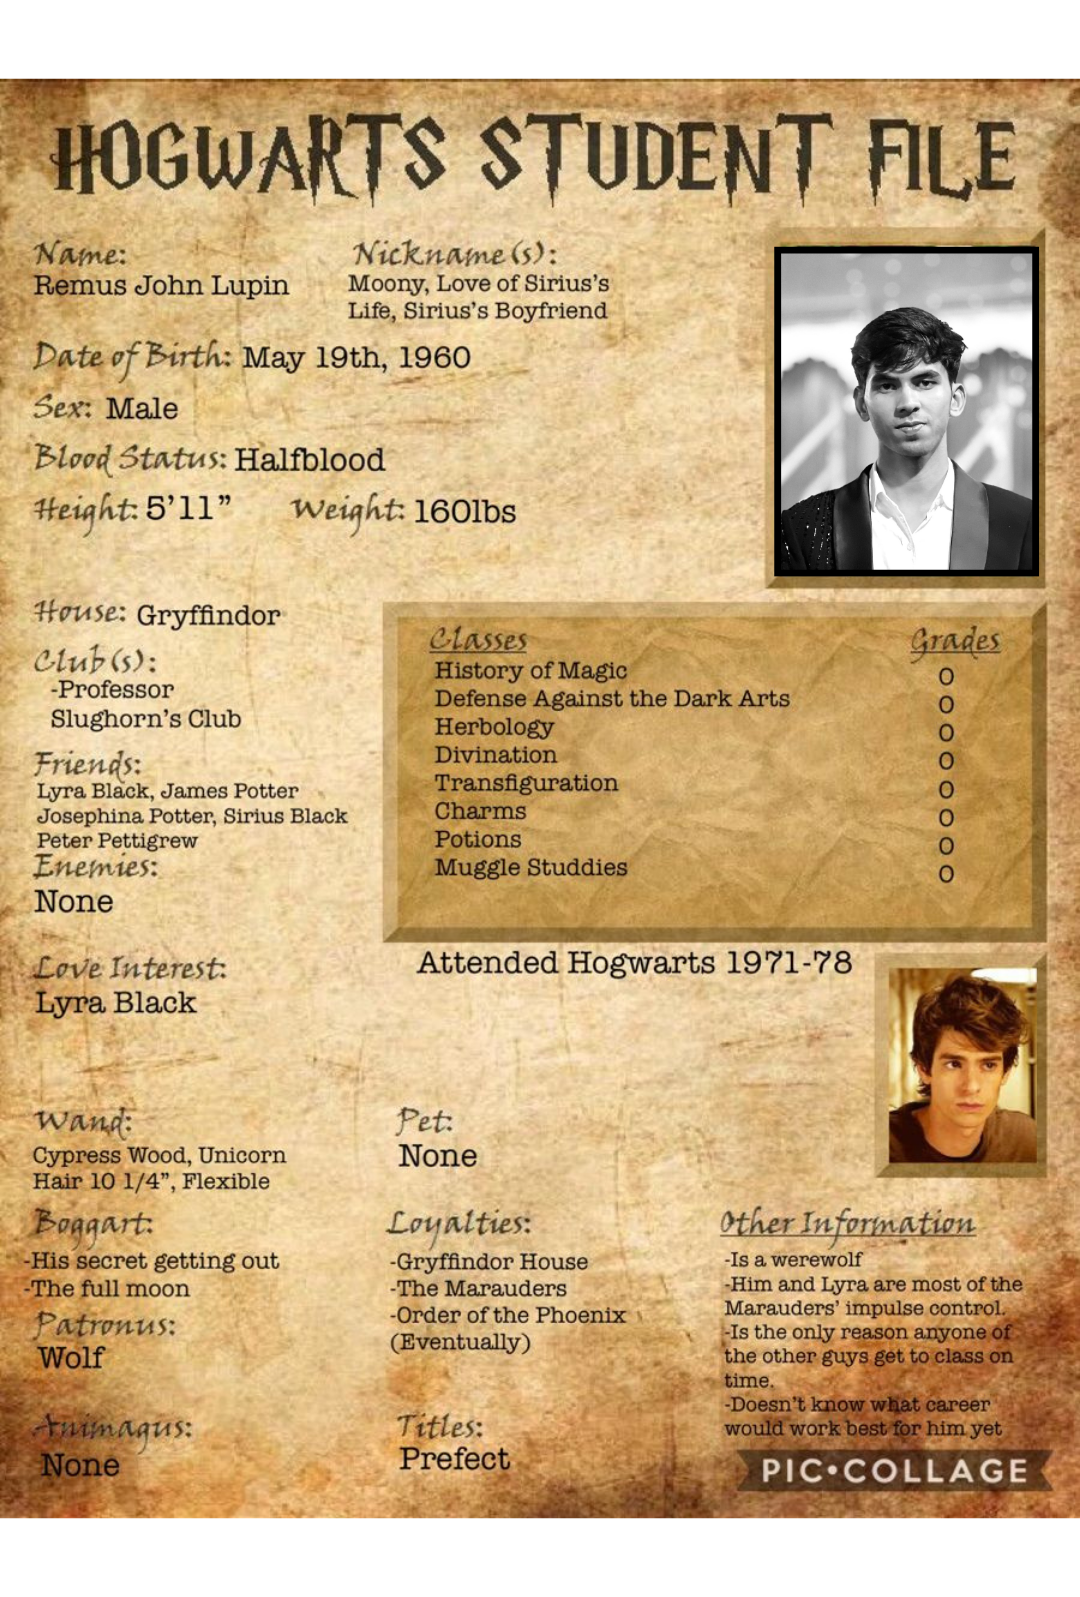 HOGWARTS STUDENT FILE
Name:
Remus John Lupin
Nickname(s):
Moony, Love of Sirius's
Life, Sirius's Boyfriend
Date of Birth: May 19th, 1960
Sex: Male
Blood Status: Halfblood
Height: 5'11" Weight: 160lbs
House: Gryffindor
Club(s):
-Professor
Slughorn's Club
Friends:
Lyra Black, James Potter
Josephina Potter, Sirius Black
Peter Pettigrew
Enemies:
None
Love Interest:
Lyra Black
Classes Grades
History of Magic O
Defense Against the Dark Arts O
Herbology O
Divination O
Transfiguration O
Charms O
Potions O
Muggle Studdies O
Attended Hogwarts 1971-78
Wand:
Cypress Wood, Unicorn
Hair 10 1/4", Flexible
Pet:
None
Boggart:
-His secret getting out
-The full moon
Patronus:
Wolf
Animagus:
None
Loyalties:
-Gryffindor House
-The Marauders
-Order of the Phoenix
(Eventually)
Titles:
Prefect
Other Information
-Is a werewolf
-Him and Lyra are most of the
Marauders' impulse control.
-Is the only reason anyone of
the other guys get to class on
time.
-Doesn't know what career
would work best for him yet
PIC•COLLAGE